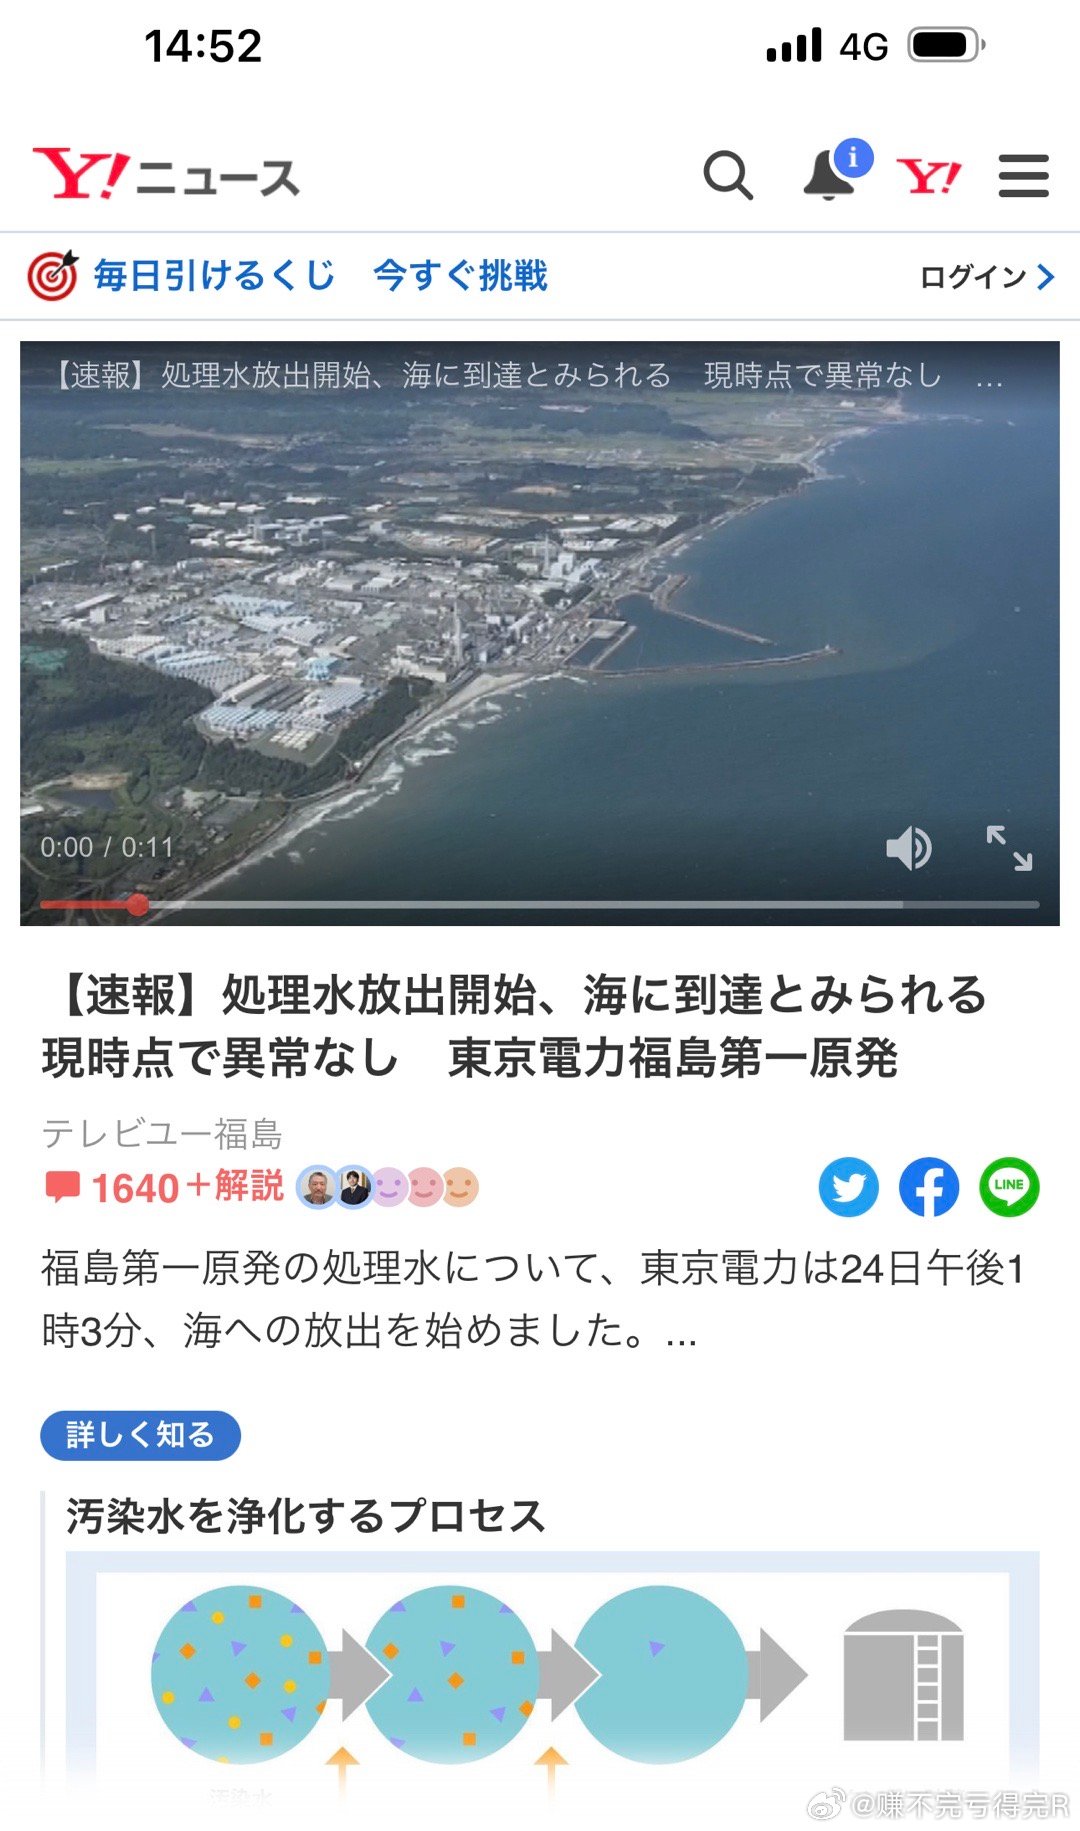 14:52
4G
Y!ニュース
i
Y!
毎日引けるくじ 今すぐ挑戦
ログイン
【速報】処理水放出開始、海に到達とみられる 現時点で異常なし ...
0:00 / 0:11
【速報】処理水放出開始、海に到達とみられる
現時点で異常なし 東京電力福島第一原発
テレビユー福島
1640+解説
LINE
福島第一原発の処理水について、東京電力は24日午後1
時3分、海への放出を始めました。...
詳しく知る
汚染水を浄化するプロセス
汚染水
@赚不完亏得完R